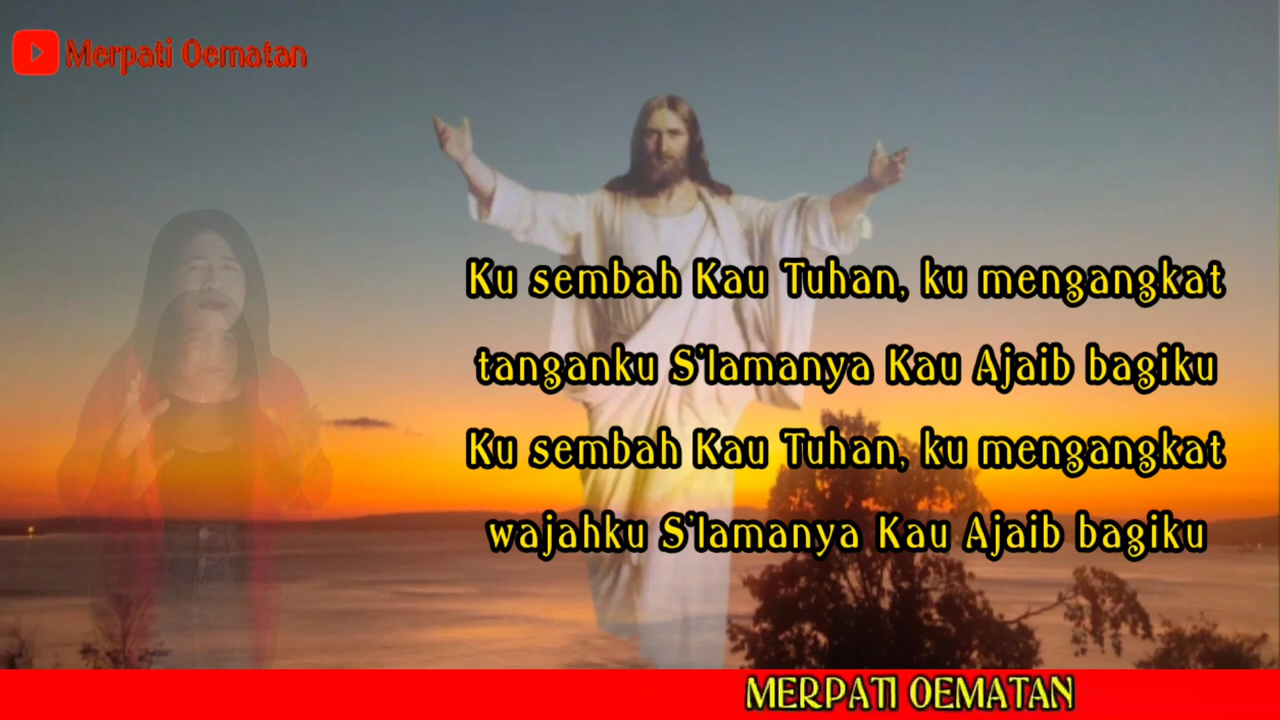 Merpati Oematan
Ku sembah Kau Tuhan, ku mengangkat
tanganku S'lamanya Kau Ajaib bagiku
Ku sembah Kau Tuhan, ku mengangkat
wajahku S'lamanya Kau Ajaib bagiku
MERPATI OEMATAN